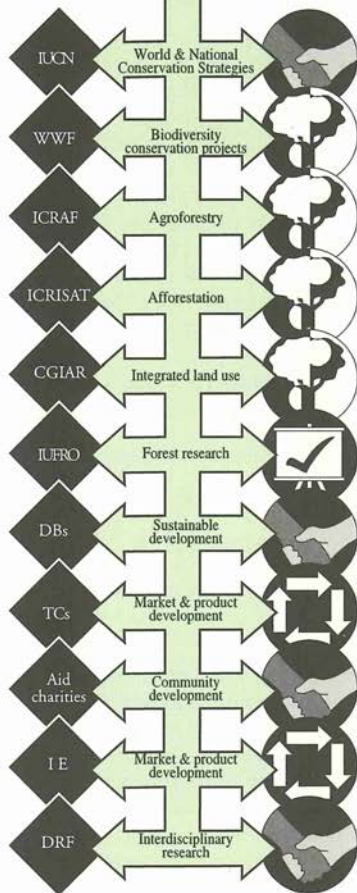 IUCN
World & National
Conservation Strategies
WWF
Biodiversity
conservation projects
ICRAF
Agroforestry
ICRISAT
Afforestation
CGIAR
Integrated land use
IUFRO
Forest research
DBs
Sustainable
development
TCs
Market & product
development
Aid
charities
Community
development
I E
Market & product
development
DRF
Interdisciplinary
research